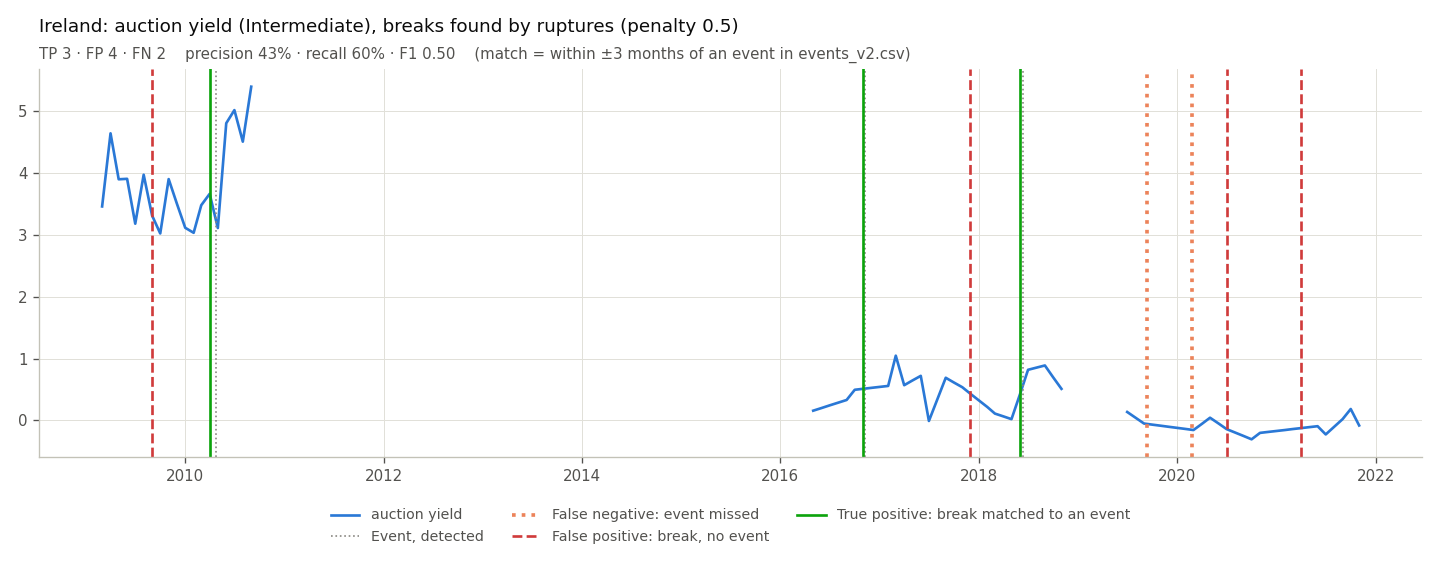 Ireland: auction yield (Intermediate), breaks found by ruptures (penalty 0.5)
TP 3 · FP 4 · FN 2    precision 43% · recall 60% · F1 0.50    (match = within ±3 months of an event in events_v2.csv)
5
4
3
2
1
0
2010 2012 2014 2016 2018 2020 2022
auction yield
Event, detected
False negative: event missed
False positive: break, no event
True positive: break matched to an event